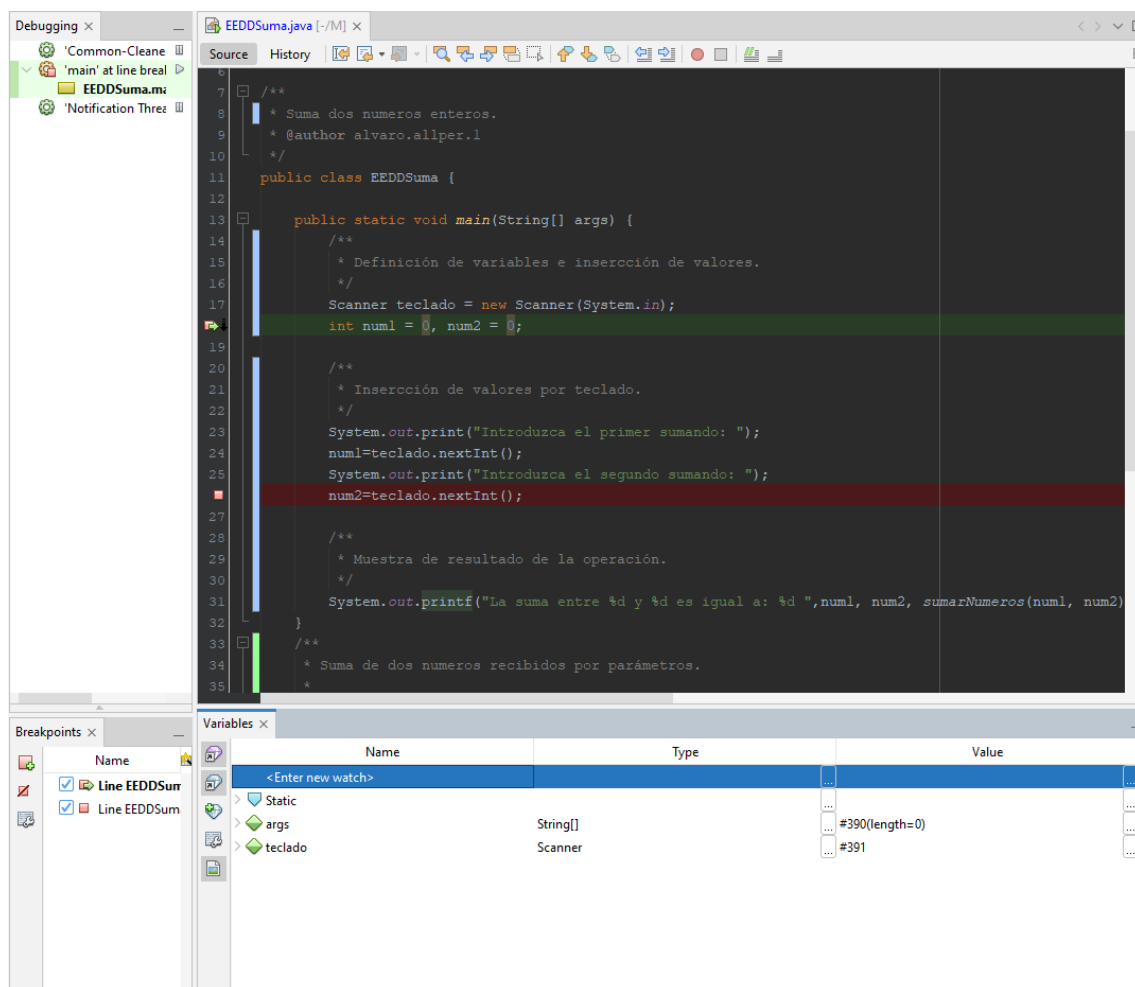 Debugging
'Common-Cleane
'main' at line breal
EEDDSuma.ma
'Notification Threa
EEDDSuma.java [-/M]
Source History
6
7 /**
8 * Suma dos numeros enteros.
9 * @author alvaro.allper.1
10 */
11 public class EEDDSuma {
12
13 public static void main(String[] args) {
14 /**
15 * Definición de variables e insercción de valores.
16 */
17 Scanner teclado = new Scanner(System.in);
int num1 = 0, num2 = 0;
19
20 /**
21 * Insercción de valores por teclado.
22 */
23 System.out.print("Introduzca el primer sumando: ");
24 num1=teclado.nextInt();
25 System.out.print("Introduzca el segundo sumando: ");
num2=teclado.nextInt();
27
28 /**
29 * Muestra de resultado de la operación.
30 */
31 System.out.printf("La suma entre %d y %d es igual a: %d ",num1, num2, sumarNumeros(num1, num2)
32 }
33 /**
34 * Suma de dos numeros recibidos por parámetros.
35 *
Breakpoints
Name
Line EEDDSum
Line EEDDSum
Variables
Name Type Value
<Enter new watch> ... ...
Static ... ...
args String[] ... #390(length=0) ...
teclado Scanner ... #391 ...